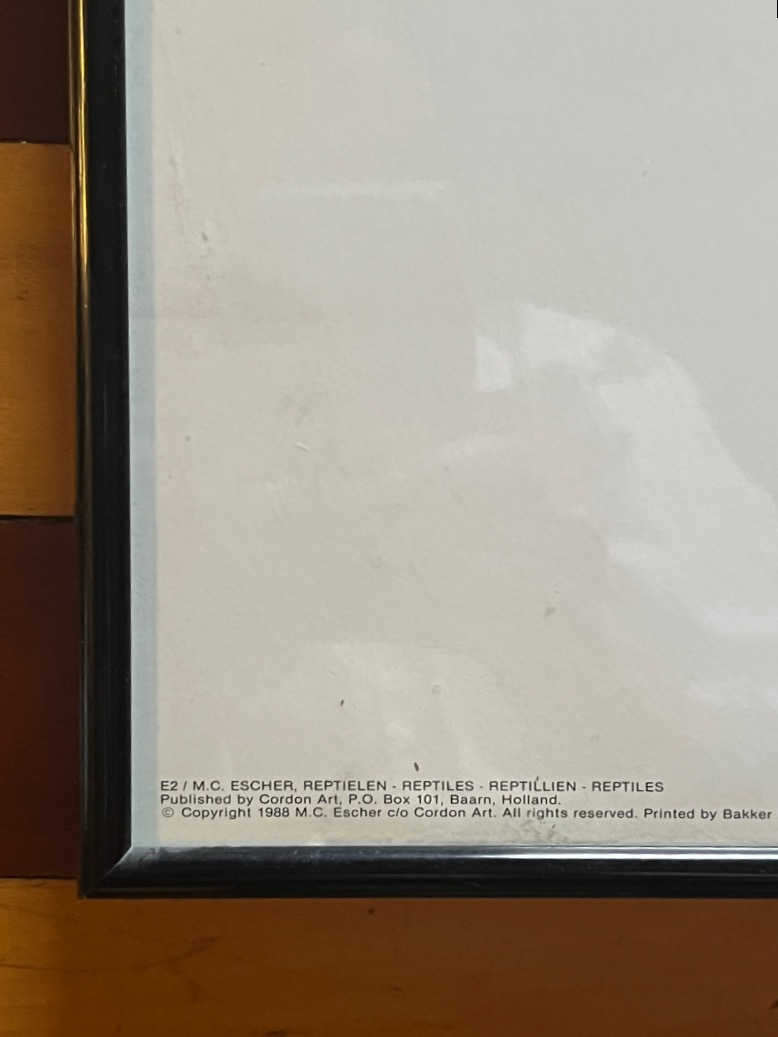 E2 / M.C. ESCHER, REPTIELEN - REPTILES - REPTILLIEN - REPTILES
Published by Cordon Art, P.O. Box 101, Baarn, Holland.
© Copyright 1988 M.C. Escher c/o Cordon Art. All rights reserved. Printed by Bakker